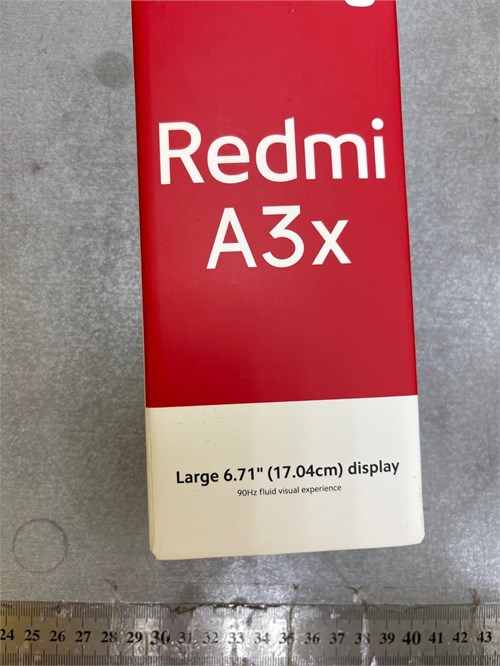 Redmi
A3x
Large 6.71" (17.04cm) display
90Hz fluid visual experience
24 25 26 27 28 29 30 31 32 33 34 35 36 37 38 39 40 41 42 43